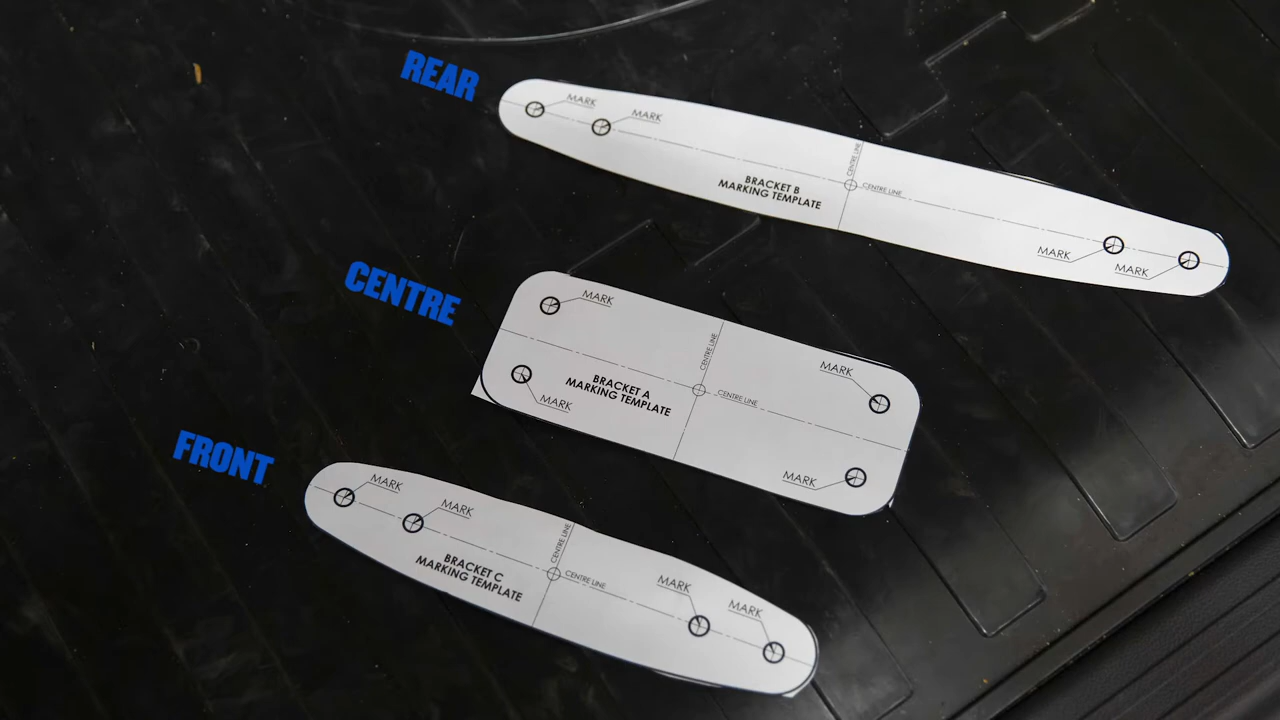 REAR
MARK
MARK
CENTRE LINE
CENTRE LINE
BRACKET B
MARKING TEMPLATE
MARK
MARK
CENTRE
MARK
CENTRE LINE
MARK
BRACKET A
MARKING TEMPLATE
CENTRE LINE
MARK
MARK
FRONT
MARK
MARK
CENTRE LINE
BRACKET C
MARKING TEMPLATE
CENTRE LINE
MARK
MARK